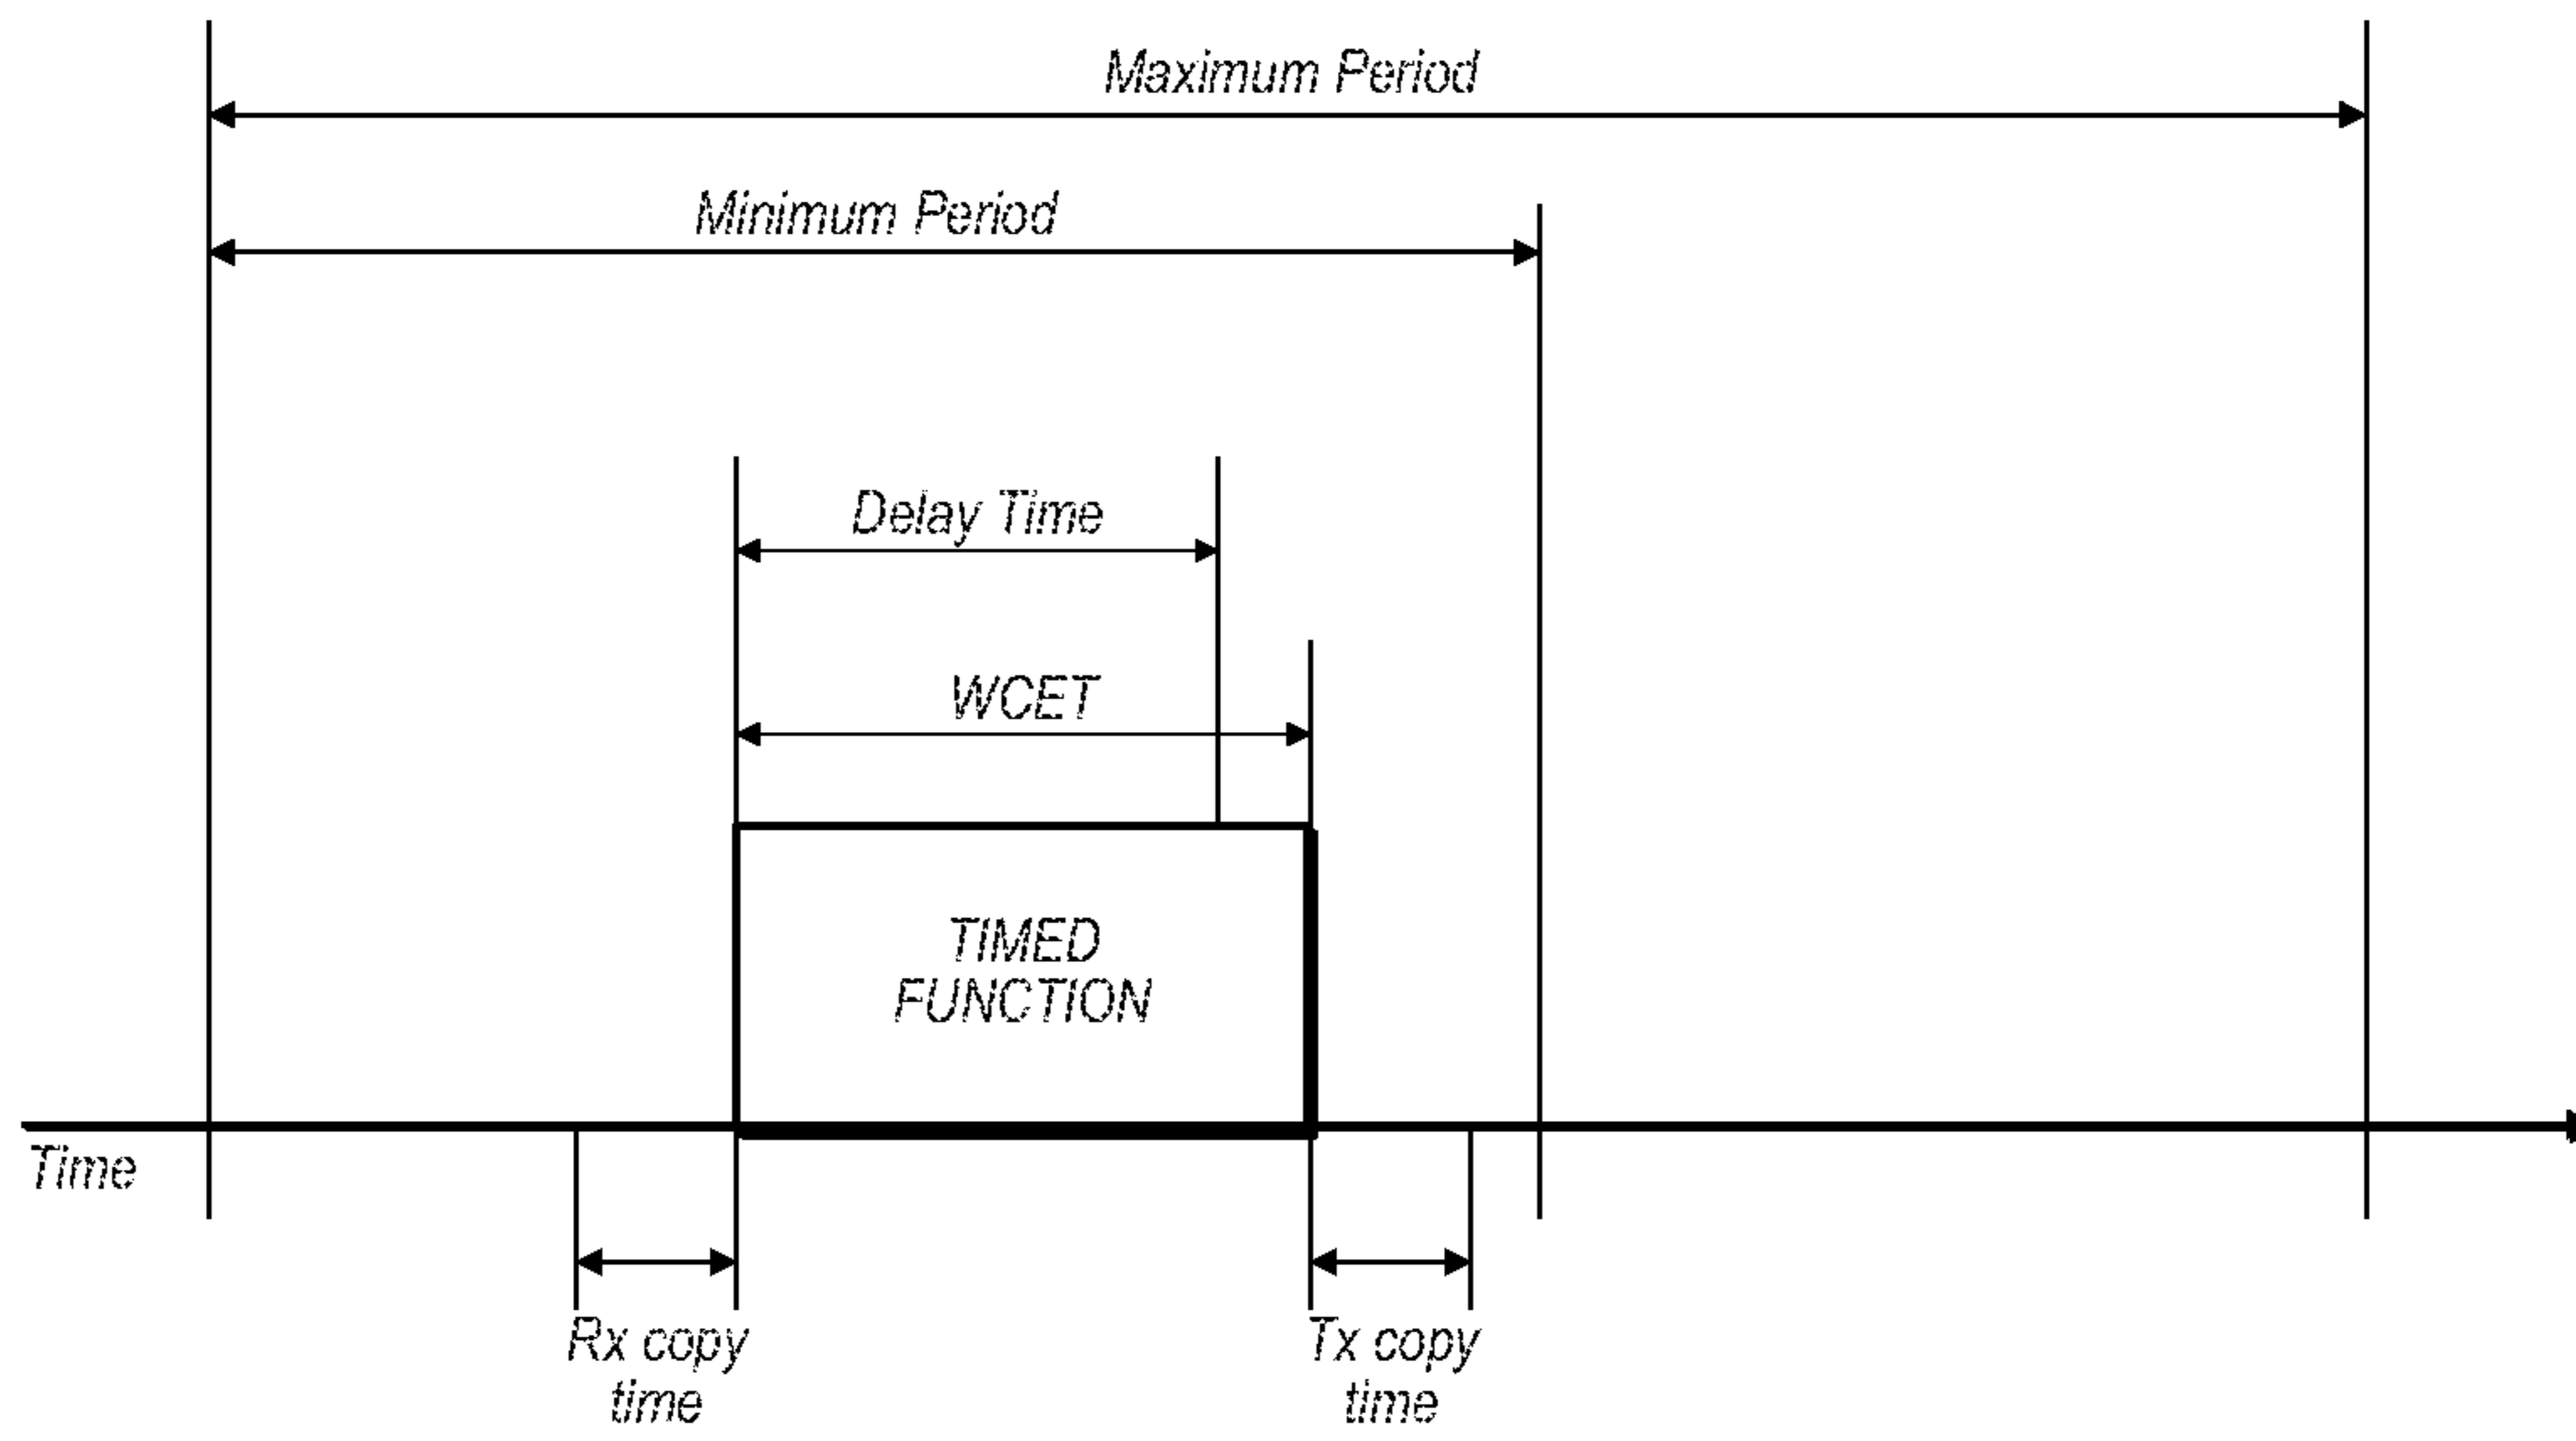 Maximum Period
Minimum Period
Delay Time
WCET
TIMED
FUNCTION
Time
Rx copy
time
Tx copy
time